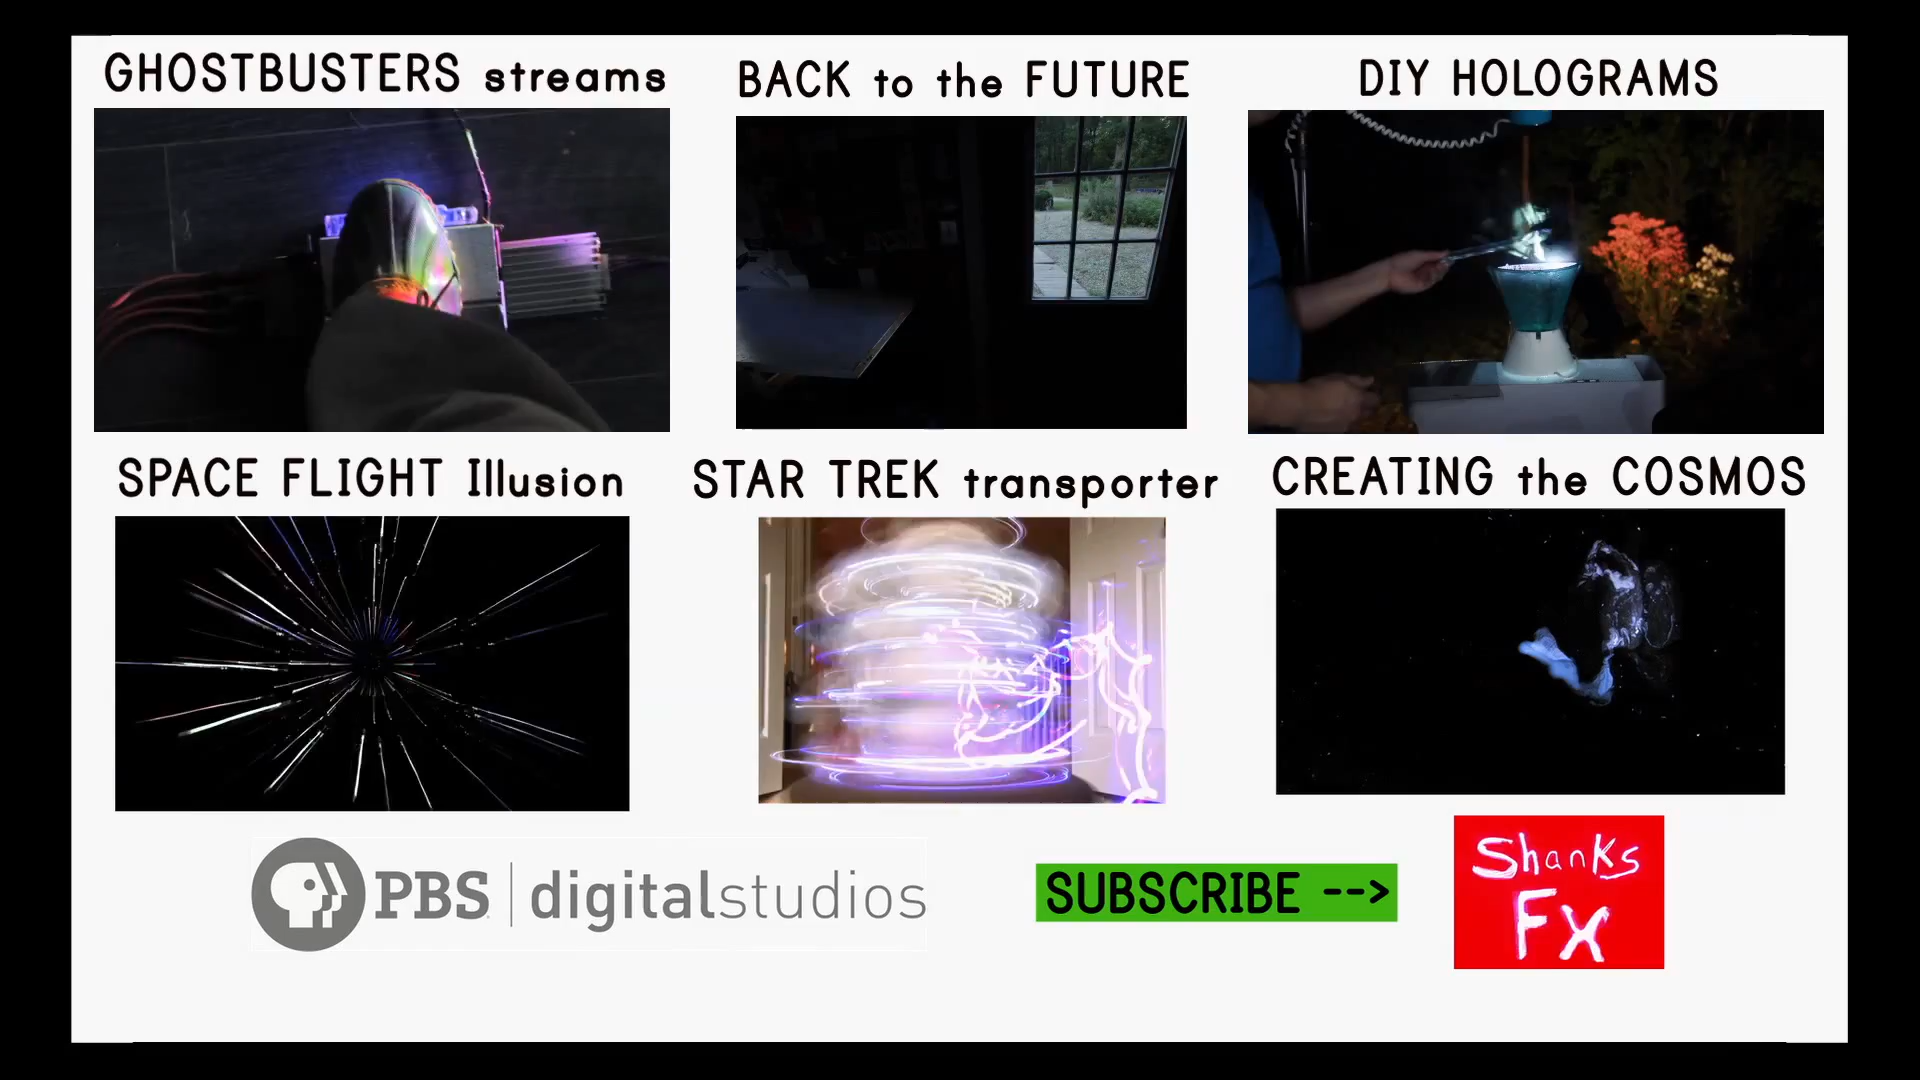 GHOSTBUSTERS streams
BACK to the FUTURE
DIY HOLOGRAMS
SPACE FLIGHT Illusion
STAR TREK transporter
CREATING the COSMOS
PBS digitalstudios
SUBSCRIBE -->
Shanks
FX